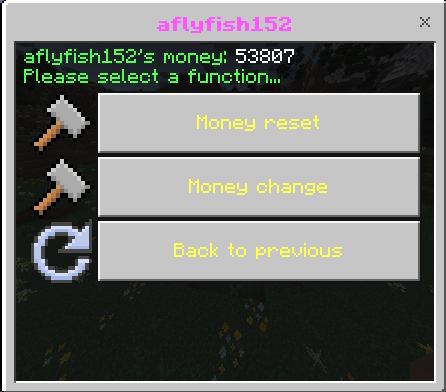 aflyfish152
aflyfish152's money: 53807
Please select a function...
Money reset
Money change
Back to previous